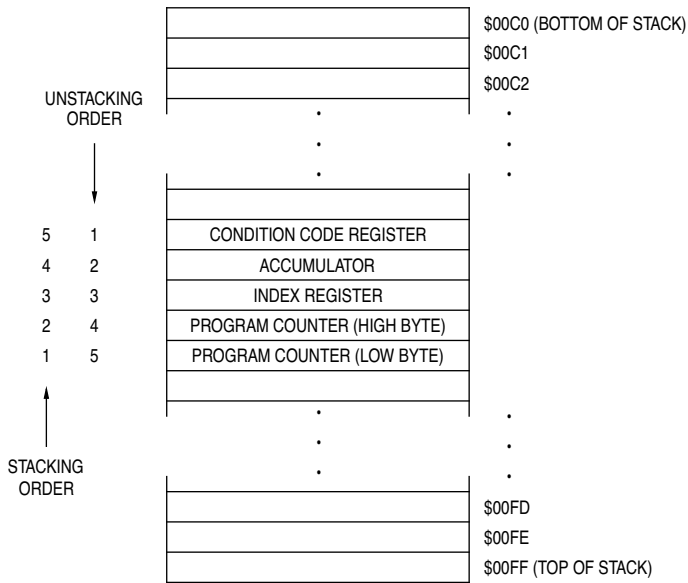 $00C0 (BOTTOM OF STACK)
$00C1
$00C2
UNSTACKING
ORDER
5 1 CONDITION CODE REGISTER
4 2 ACCUMULATOR
3 3 INDEX REGISTER
2 4 PROGRAM COUNTER (HIGH BYTE)
1 5 PROGRAM COUNTER (LOW BYTE)
STACKING
ORDER
$00FD
$00FE
$00FF (TOP OF STACK)